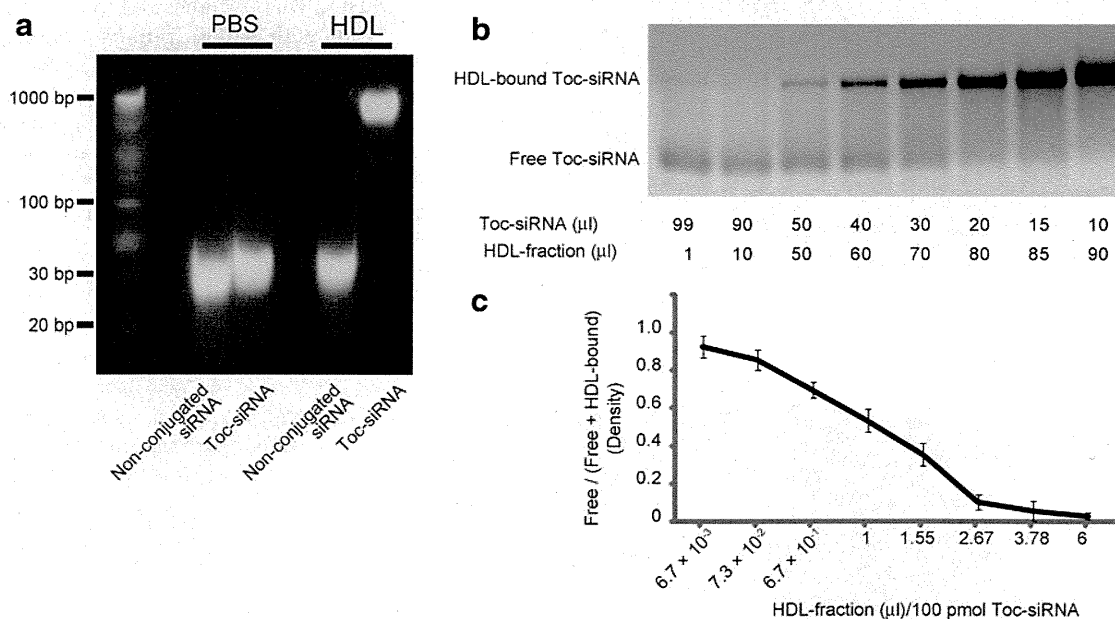 a
PBS HDL
1000 bp
100 bp
30 bp
20 bp
Non-conjugated
siRNA
Toc-siRNA
Non-conjugated
siRNA
Toc-siRNA
b
HDL-bound Toc-siRNA
Free Toc-siRNA
Toc-siRNA (µl) 99 90 50 40 30 20 15 10
HDL-fraction (µl) 1 10 50 60 70 80 85 90
c
Free / (Free + HDL-bound)
(Density)
1.0
0.8
0.6
0.4
0.2
0
6.7 × 10⁻³ 7.3 × 10⁻² 6.7 × 10⁻¹ 1 1.55 2.67 3.78 6
HDL-fraction (µl)/100 pmol Toc-siRNA